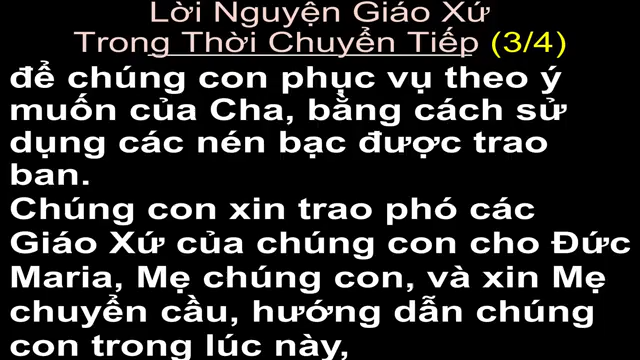 Lời Nguyện Giáo Xứ
Trong Thời Chuyển Tiếp (3/4)
để chúng con phục vụ theo ý
muốn của Cha, bằng cách sử
dụng các nén bạc được trao
ban.
Chúng con xin trao phó các
Giáo Xứ của chúng con cho Đức
Maria, Mẹ chúng con, và xin Mẹ
chuyển cầu, hướng dẫn chúng
con trong lúc này,